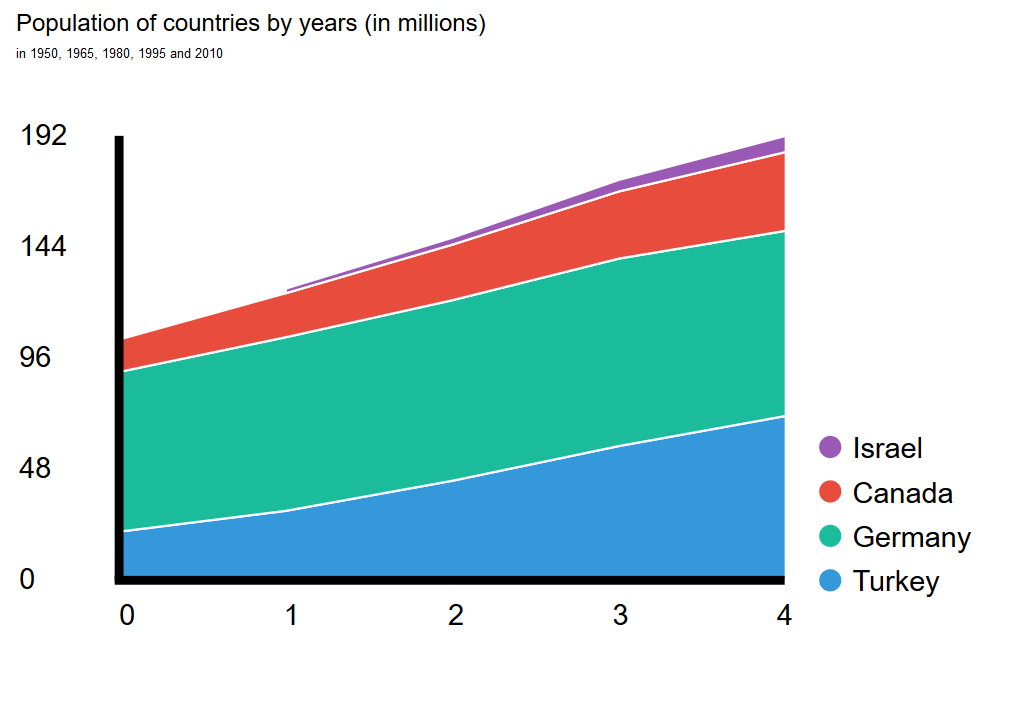 Population of countries by years (in millions)
in 1950, 1965, 1980, 1995 and 2010
192
144
96
48
0
0 1 2 3 4
Israel
Canada
Germany
Turkey